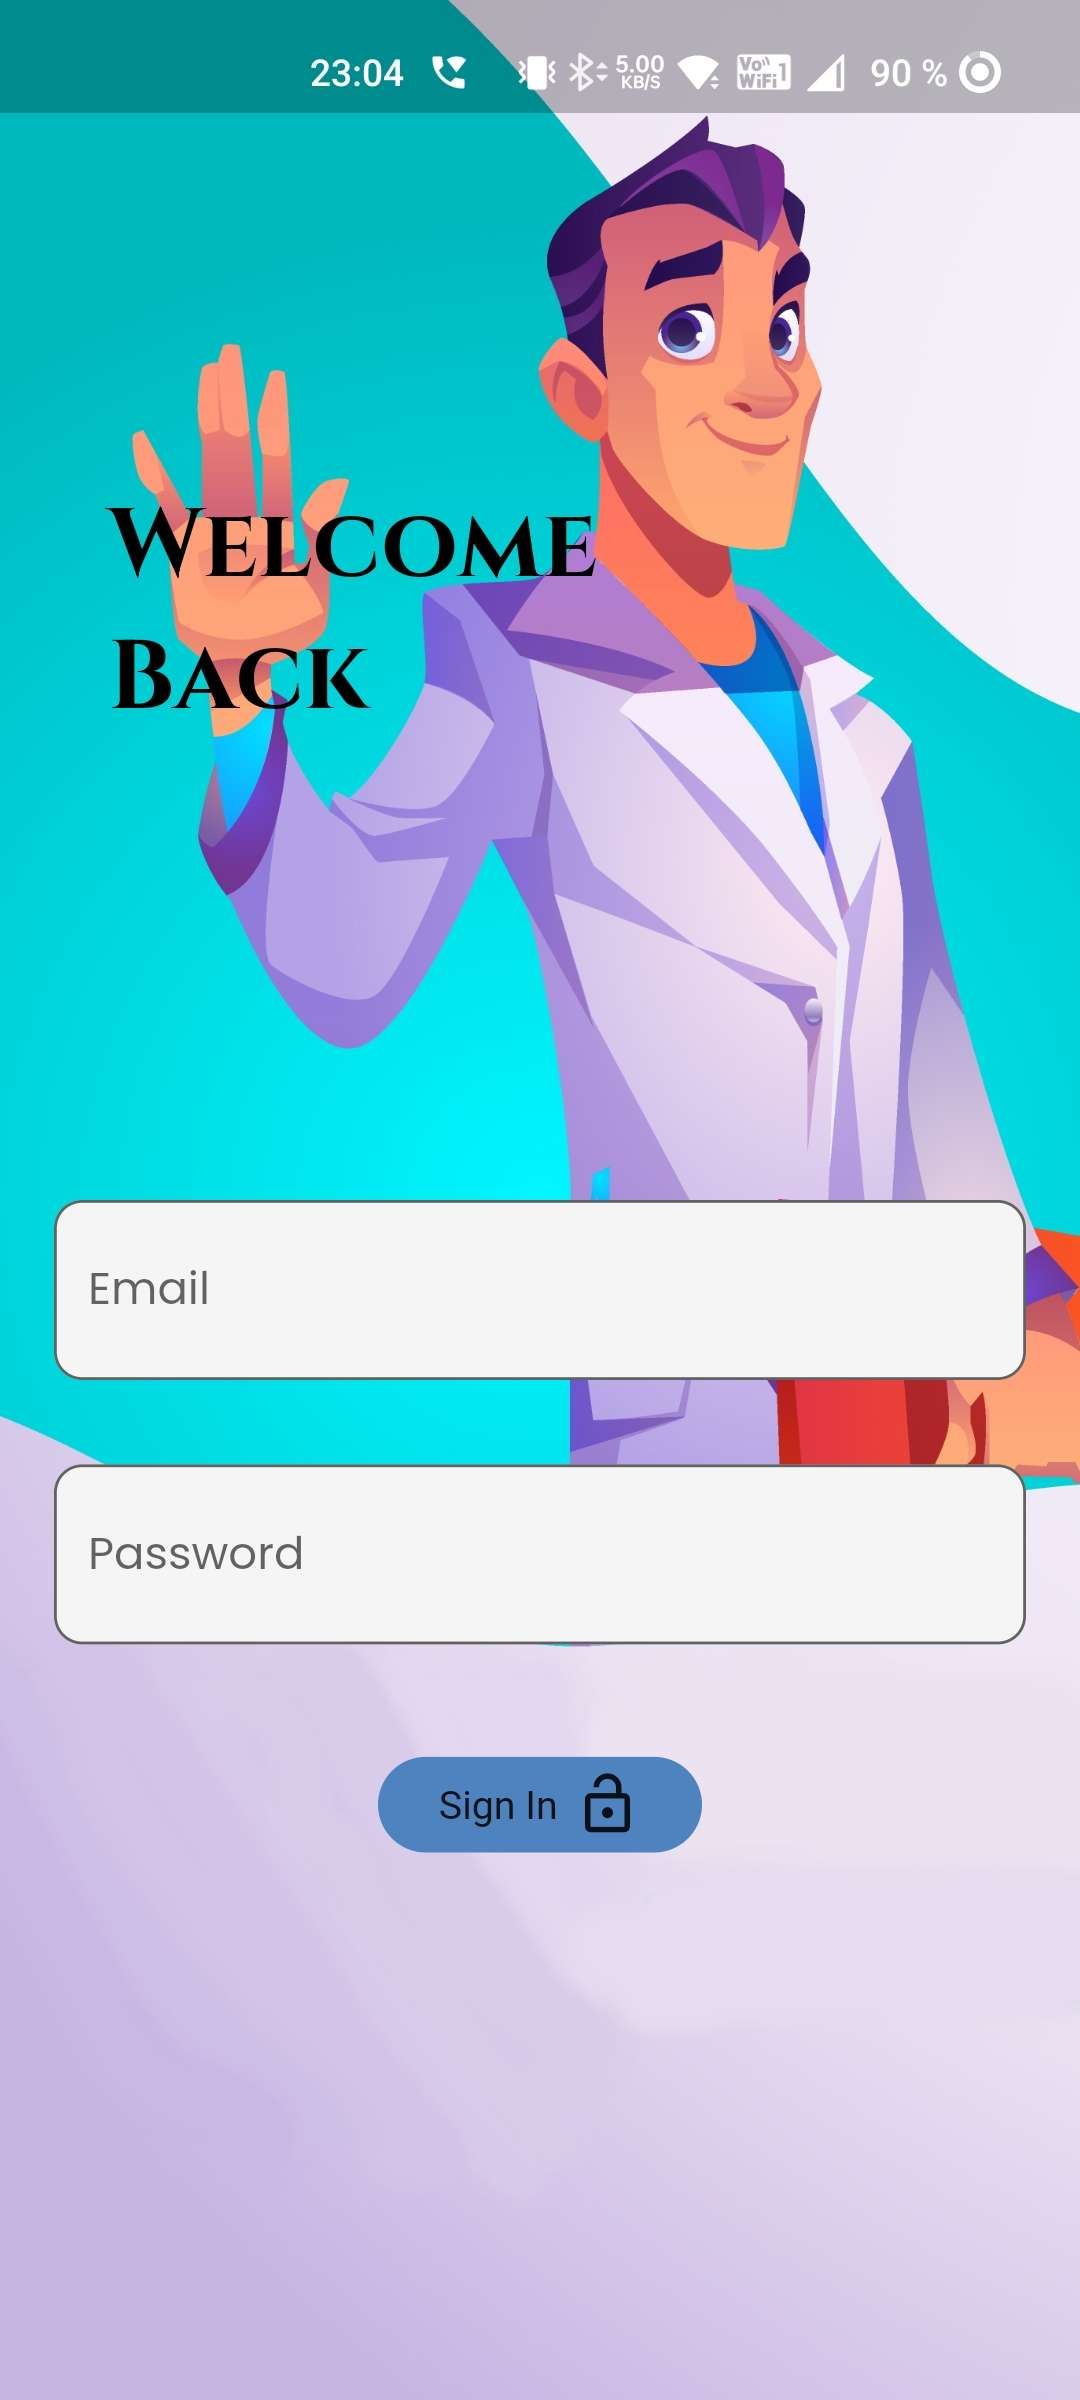 23:04 5.00 KB/S Vo WiFi 1 90 %
Welcome
Back
Email
Password
Sign In